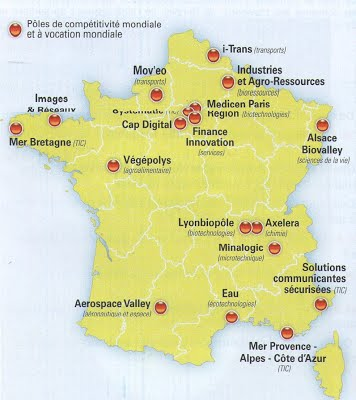 Pôles de compétitivité mondiale
et à vocation mondiale
i-Trans (transports)
Mov'eo
(transports)
Industries
et Agro-Ressources
(bioressources)
Images
& Réseaux
Systematic (TIC)
Medicen Paris
Région (biotechnologies)
Cap Digital
Mer Bretagne (TIC)
Finance
Innovation
(services)
Alsace
Biovalley
(sciences de la vie)
Végépolys
(agroalimentaire)
Lyonbiopôle
(biotechnologies)
Axelera
(chimie)
Minalogic
(microtechnique)
Solutions
communicantes
sécurisées (TIC)
Aerospace Valley
(aéronautique et espace)
Eau
(écotechnologies)
Mer Provence -
Alpes - Côte d'Azur
(TIC)